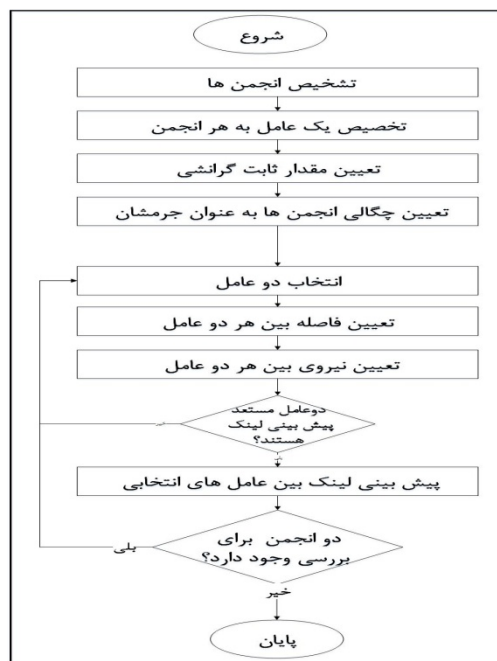 شروع
تشخیص انجمن ها
تخصیص یک عامل به هر انجمن
تعیین مقدار ثابت گرانشی
تعیین چگالی انجمن ها به عنوان جرمشان
انتخاب دو عامل
تعیین فاصله بین هر دو عامل
تعیین نیروی بین هر دو عامل
دوعامل مستعد
پیش بینی لینک
هستند؟
پیش بینی لینک بین عامل های انتخابی
دو انجمن برای
بررسی وجود دارد؟
بلی
خیر
پایان